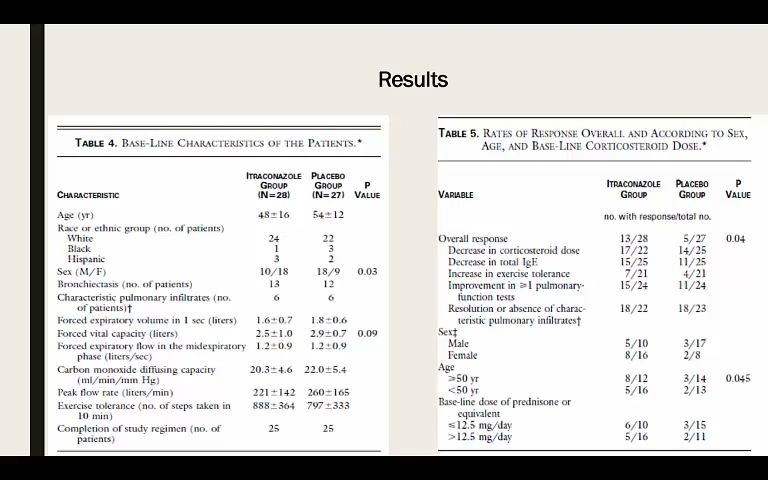 Results
TABLE 4. BASE-LINE CHARACTERISTICS OF THE PATIENTS.*
CHARACTERISTIC
ITRACONAZOLE GROUP (N=28)
PLACEBO GROUP (N=27)
P VALUE
Age (yr) 48±16 54±12
Race or ethnic group (no. of patients)
White 24 22
Black 1 3
Hispanic 3 2
Sex (M/F) 10/18 18/9 0.03
Bronchiectasis (no. of patients) 13 12
Characteristic pulmonary infiltrates (no. 6 6
of patients)†
Forced expiratory volume in 1 sec (liters) 1.6±0.7 1.8±0.6
Forced vital capacity (liters) 2.5±1.0 2.9±0.7 0.09
Forced expiratory flow in the midexpiratory 1.2±0.9 1.2±0.9
phase (liters/sec)
Carbon monoxide diffusing capacity 20.3±4.6 22.0±5.4
(ml/min/mm Hg)
Peak flow rate (liters/min) 221±142 260±165
Exercise tolerance (no. of steps taken in 888±364 797±333
10 min)
Completion of study regimen (no. of 25 25
patients)
TABLE 5. RATES OF RESPONSE OVERALL AND ACCORDING TO SEX,
AGE, AND BASE-LINE CORTICOSTEROID DOSE.*
VARIABLE
ITRACONAZOLE GROUP
PLACEBO GROUP
P VALUE
no. with response/total no.
Overall response 13/28 5/27 0.04
Decrease in corticosteroid dose 17/22 14/25
Decrease in total IgE 15/25 11/25
Increase in exercise tolerance 7/21 4/21
Improvement in ≥1 pulmonary- 15/24 11/24
function tests
Resolution or absence of charac- 18/22 18/23
teristic pulmonary infiltrates†
Sex‡
Male 5/10 3/17
Female 8/16 2/8
Age
≥50 yr 8/12 3/14 0.045
<50 yr 5/16 2/13
Base-line dose of prednisone or
equivalent
≤12.5 mg/day 6/10 3/15
>12.5 mg/day 5/16 2/11